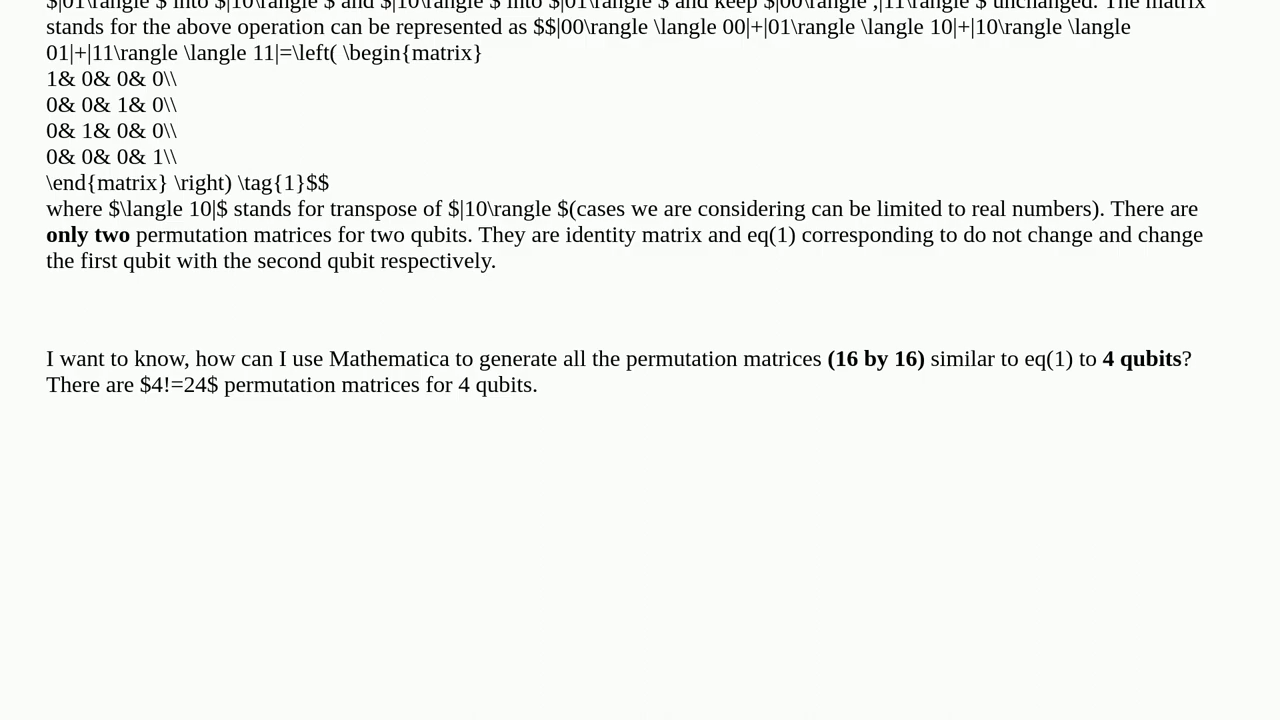 $|01\rangle $ into $|10\rangle $ and $|10\rangle $ into $|01\rangle $ and keep $|00\rangle ,|11\rangle $ unchanged. The matrix
stands for the above operation can be represented as $$|00\rangle \langle 00|+|01\rangle \langle 10|+|10\rangle \langle
01|+|11\rangle \langle 11|=\left( \begin{matrix}
1& 0& 0& 0\\
0& 0& 1& 0\\
0& 1& 0& 0\\
0& 0& 0& 1\\
\end{matrix} \right) \tag{1}$$
where $\langle 10|$ stands for transpose of $|10\rangle $(cases we are considering can be limited to real numbers). There are
only two permutation matrices for two qubits. They are identity matrix and eq(1) corresponding to do not change and change
the first qubit with the second qubit respectively.
I want to know, how can I use Mathematica to generate all the permutation matrices (16 by 16) similar to eq(1) to 4 qubits?
There are $4!=24$ permutation matrices for 4 qubits.